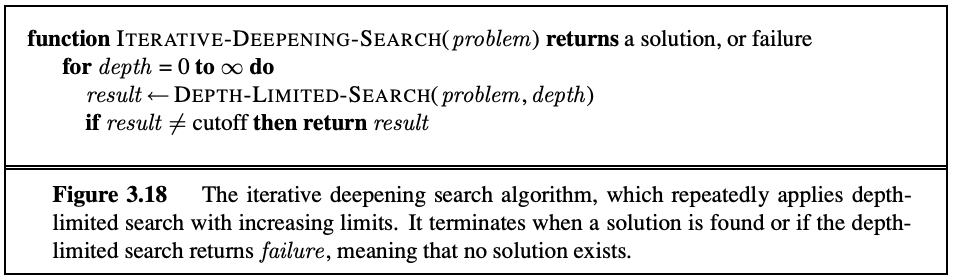 function ITERATIVE-DEEPENING-SEARCH(problem) returns a solution, or failure
for depth = 0 to ∞ do
result ← DEPTH-LIMITED-SEARCH(problem, depth)
if result ≠ cutoff then return result
Figure 3.18 The iterative deepening search algorithm, which repeatedly applies depth-
limited search with increasing limits. It terminates when a solution is found or if the depth-
limited search returns failure, meaning that no solution exists.